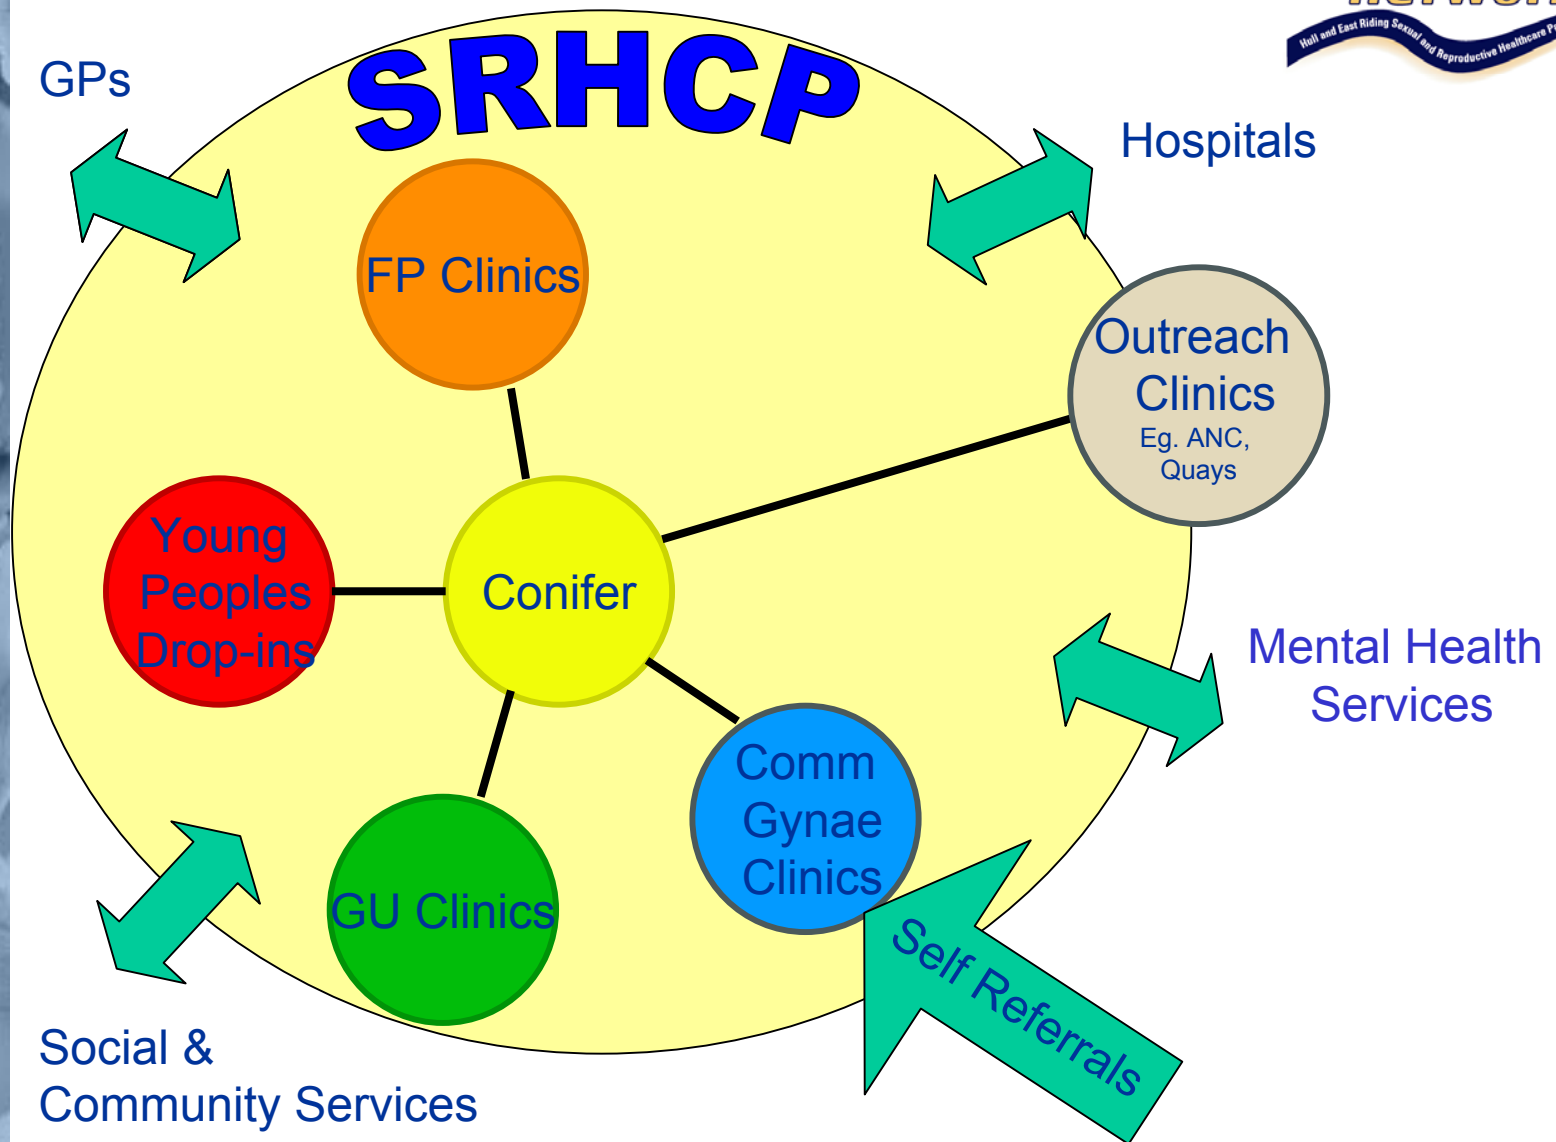 Hull and East Riding Sexual and Reproductive Healthcare
SRHCP
GPs
Hospitals
FP Clinics
Outreach
Clinics
Eg. ANC,
Quays
Young
Peoples
Drop-ins
Conifer
Mental Health
Services
Comm
Gynae
Clinics
GU Clinics
Self Referrals
Social &
Community Services